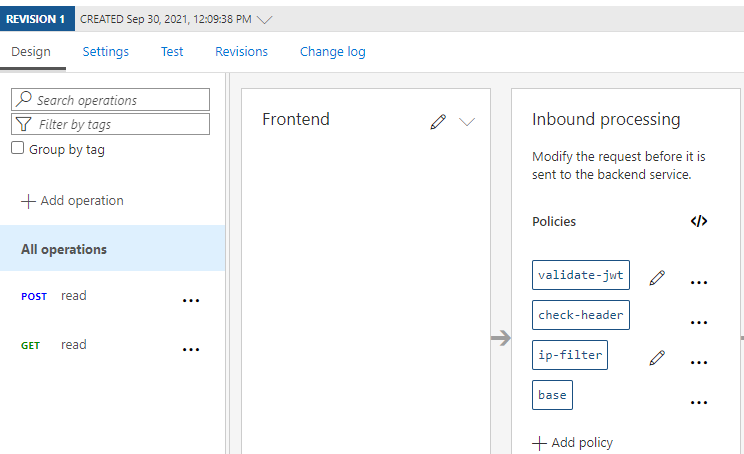 REVISION 1 CREATED Sep 30, 2021, 12:09:38 PM
Design Settings Test Revisions Change log
Search operations
Filter by tags
Group by tag
Add operation
All operations
POST read
GET read
Frontend
Inbound processing
Modify the request before it is
sent to the backend service.
Policies </>
validate-jwt
check-header
ip-filter
base
Add policy